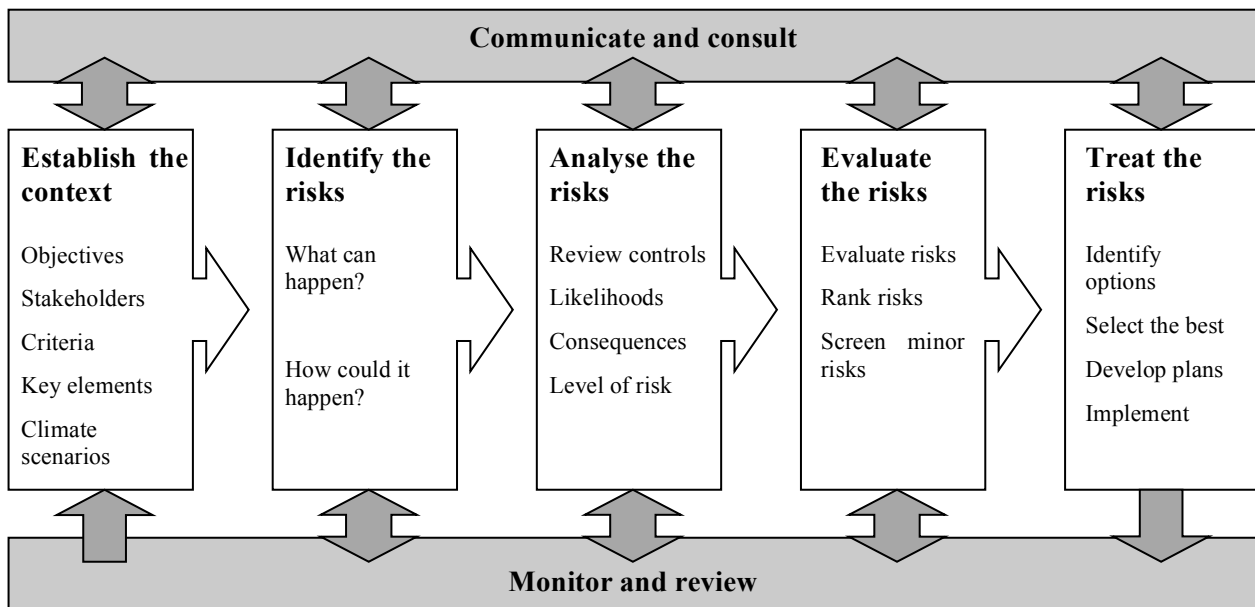 Communicate and consult
Establish the
context
Objectives
Stakeholders
Criteria
Key elements
Climate
scenarios
Identify the
risks
What can
happen?
How could it
happen?
Analyse the
risks
Review controls
Likelihoods
Consequences
Level of risk
Evaluate
the risks
Evaluate risks
Rank risks
Screen minor
risks
Treat the
risks
Identify
options
Select the best
Develop plans
Implement
Monitor and review